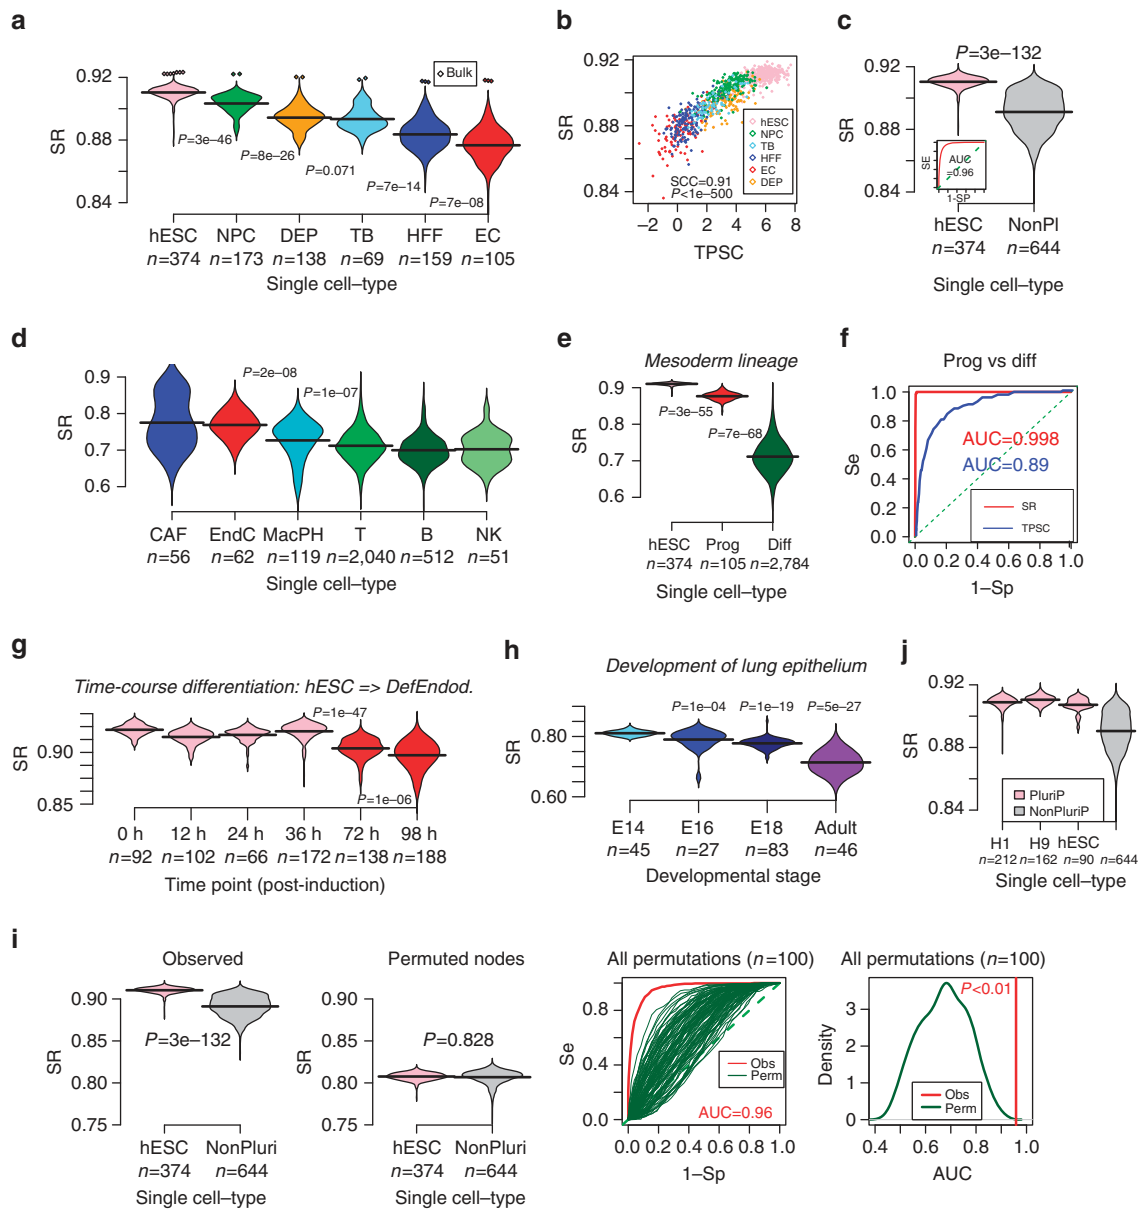 a
SR
0.92
0.88
0.84
Bulk
P=3e–46
P=8e–26
P=0.071
P=7e–14
P=7e–08
hESC NPC DEP TB HFF EC
n=374 n=173 n=138 n=69 n=159 n=105
Single cell–type
b
SR
0.92
0.88
0.84
hESC
NPC
TB
HFF
EC
DEP
SCC=0.91
P<1e–500
−2 0 2 4 6 8
TPSC
c
P=3e–132
SR
0.92
0.88
0.84
SE
AUC
=0.96
1-SP
hESC NonPl
n=374 n=644
Single cell–type
d
SR
0.9
0.8
0.7
0.6
P=2e–08
P=1e–07
CAF EndC MacPH T B NK
n=56 n=62 n=119 n=2,040 n=512 n=51
Single cell–type
e
Mesoderm lineage
SR
0.9
0.8
0.7
0.6
P=3e–55
P=7e–68
hESC Prog Diff
n=374 n=105 n=2,784
Single cell–type
f
Prog vs diff
Se
1.0
0.8
0.6
0.4
0.2
0.0
AUC=0.998
AUC=0.89
SR
TPSC
0.0 0.2 0.4 0.6 0.8 1.0
1–Sp
g
Time-course differentiation: hESC => DefEndod.
SR
0.90
0.85
P=1e–47
P=1e–06
0 h 12 h 24 h 36 h 72 h 98 h
n=92 n=102 n=66 n=172 n=138 n=188
Time point (post-induction)
h
Development of lung epithelium
SR
0.80
0.60
P=1e–04 P=1e–19 P=5e–27
E14 E16 E18 Adult
n=45 n=27 n=83 n=46
Developmental stage
j
SR
0.92
0.88
0.84
PluriP
NonPluriP
H1 H9 hESC
n=212 n=162 n=90 n=644
Single cell–type
i
Observed
SR
0.90
0.80
0.75
P=3e–132
hESC NonPluri
n=374 n=644
Single cell–type
Permuted nodes
SR
0.90
0.80
0.75
P=0.828
hESC NonPluri
n=374 n=644
Single cell–type
All permutations (n=100)
Se
0.8
0.4
0.0
Obs
Perm
AUC=0.96
0.0 0.2 0.4 0.6 0.8 1.0
1–Sp
All permutations (n=100)
Density
3
2
1
0
P<0.01
Obs
Perm
0.4 0.6 0.8 1.0
AUC